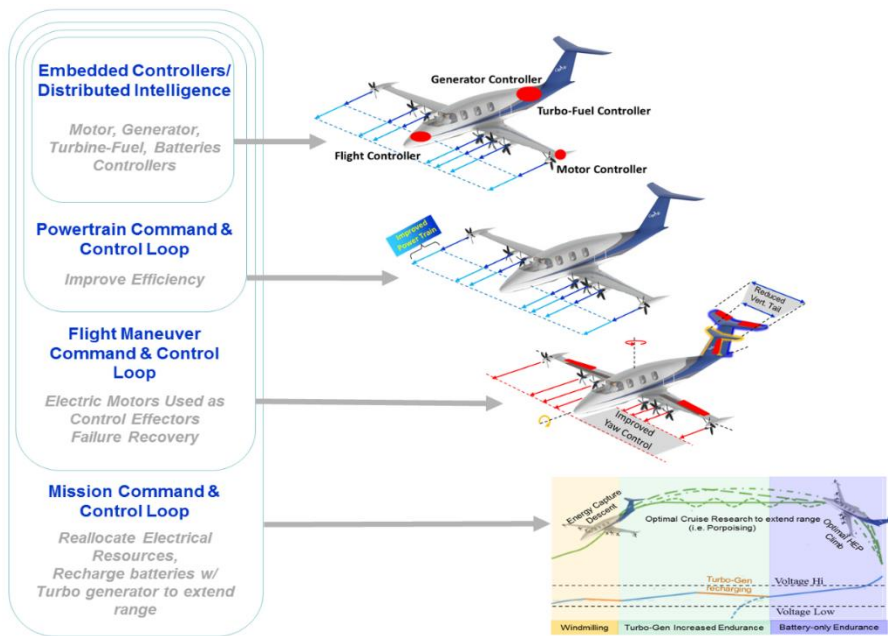 Embedded Controllers/
Distributed Intelligence
Motor, Generator,
Turbine-Fuel, Batteries
Controllers
Generator Controller
Turbo-Fuel Controller
Flight Controller
Motor Controller
Powertrain Command &
Control Loop
Improve Efficiency
Improved
Power Train
Flight Maneuver
Command & Control
Loop
Electric Motors Used as
Control Effectors
Failure Recovery
Reduced
Vert. Tail
Improved
Yaw Control
Mission Command &
Control Loop
Reallocate Electrical
Resources,
Recharge batteries w/
Turbo generator to extend
range
Energy Capture
Descent
Optimal Cruise Research to extend range
(i.e. Porpoising)
Optimal HEP
Climb
Turbo-Gen
recharging
Voltage Hi
Voltage Low
Windmilling
Turbo-Gen Increased Endurance
Battery-only Endurance